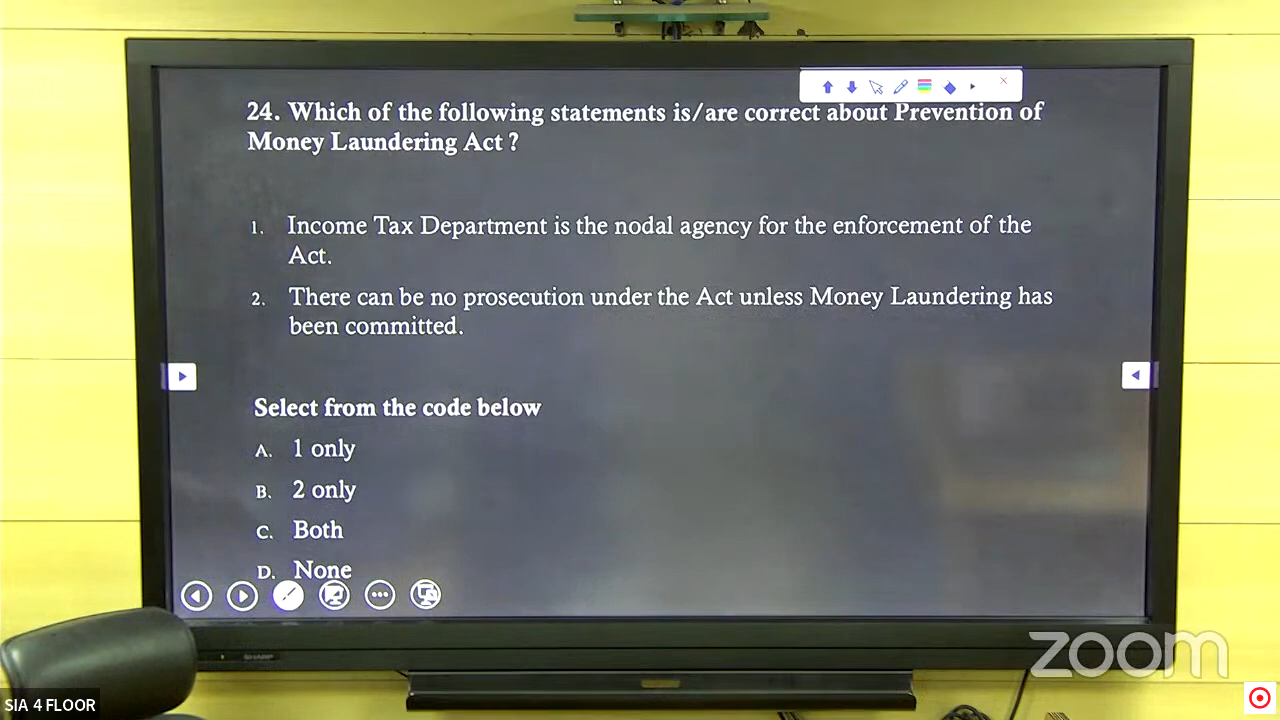 24. Which of the following statements is/are correct about Prevention of
Money Laundering Act ?
1. Income Tax Department is the nodal agency for the enforcement of the
Act.
2. There can be no prosecution under the Act unless Money Laundering has
been committed.
Select from the code below
A. 1 only
B. 2 only
C. Both
D. None
SHARP
zoom
SIA 4 FLOOR